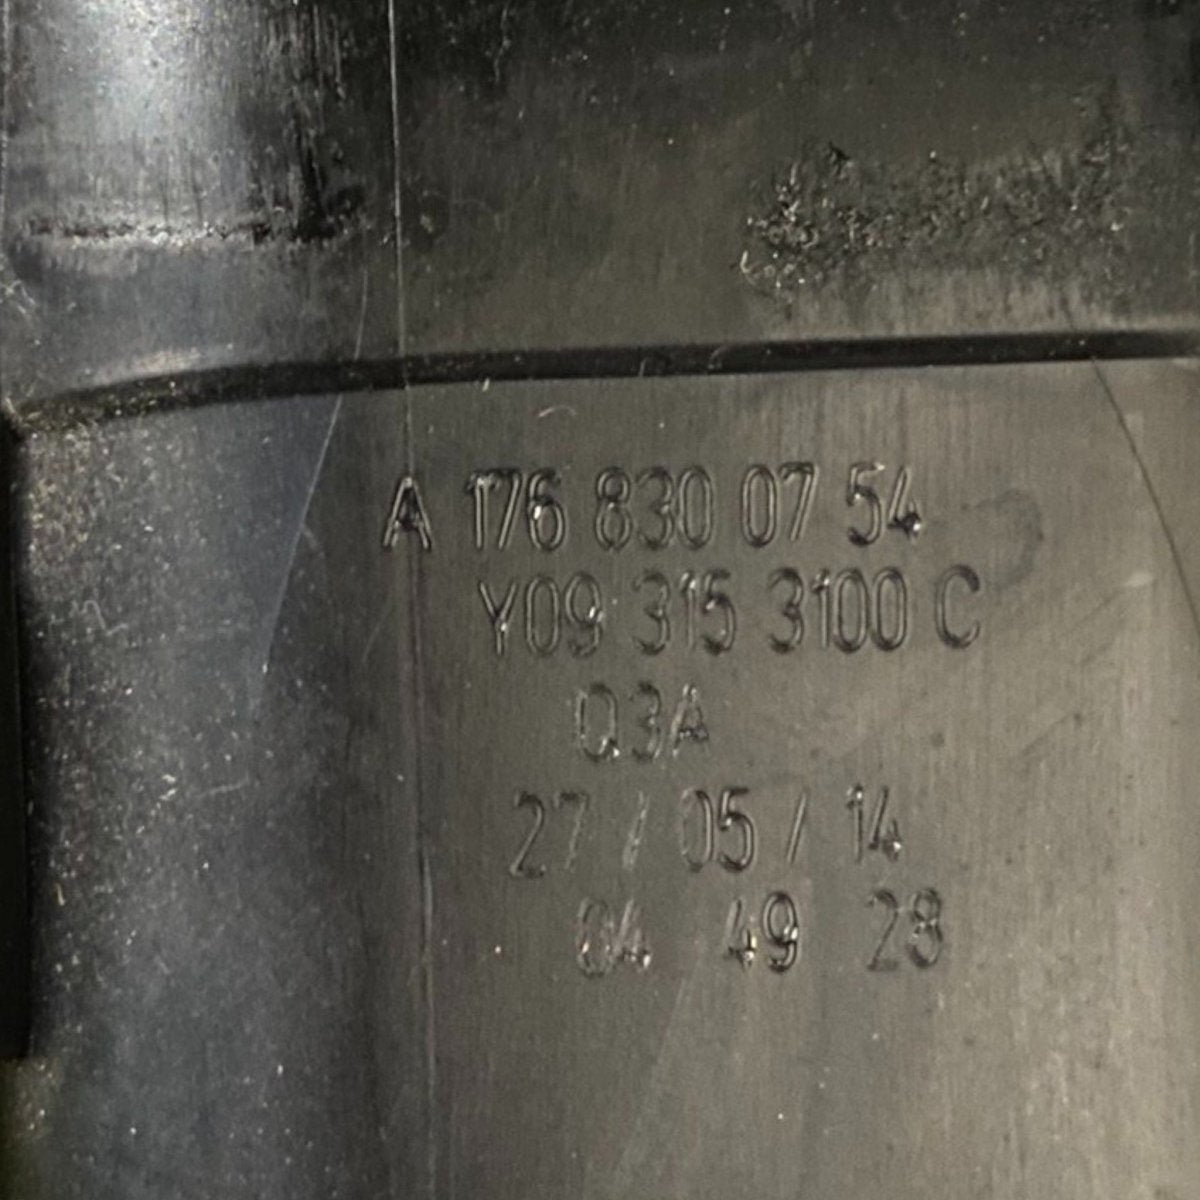 A 176 830 07 54
Y09 315 3100 C
Q3A
27 / 05 / 14
04 49 28